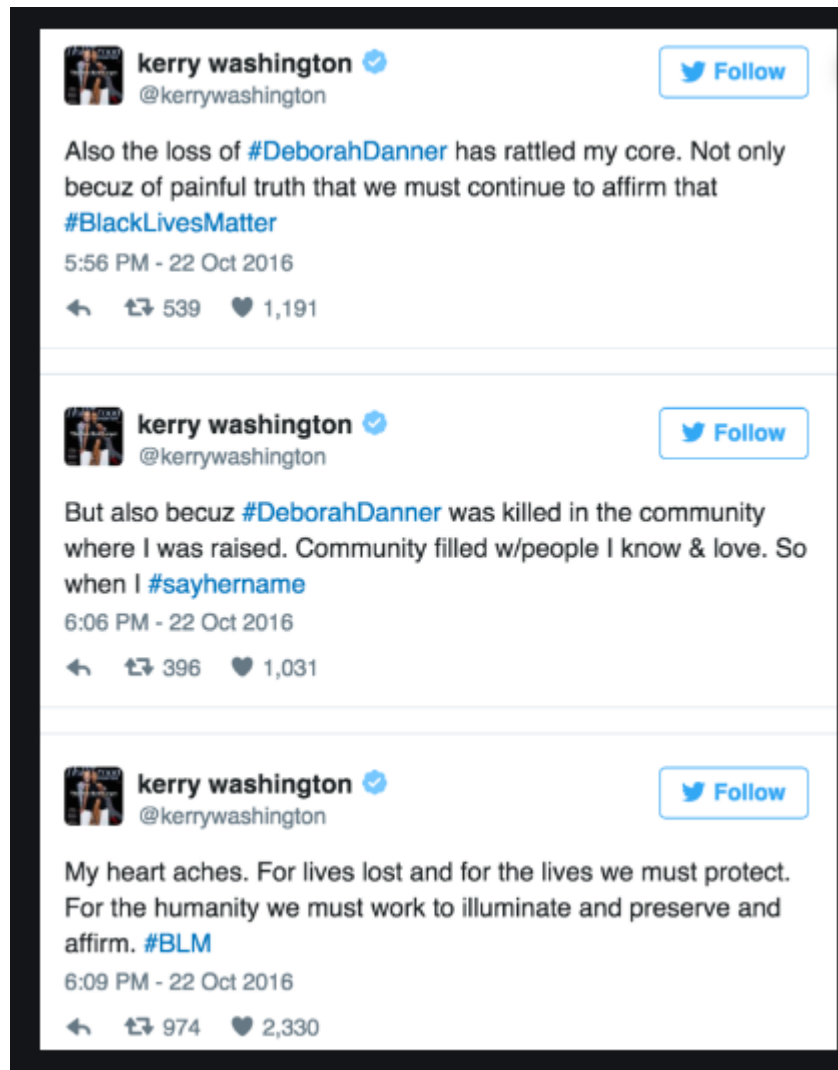 kerry washington
@kerrywashington
Follow
Also the loss of #DeborahDanner has rattled my core. Not only
becuz of painful truth that we must continue to affirm that
#BlackLivesMatter
5:56 PM - 22 Oct 2016
539 1,191
kerry washington
@kerrywashington
Follow
But also becuz #DeborahDanner was killed in the community
where I was raised. Community filled w/people I know & love. So
when I #sayhername
6:06 PM - 22 Oct 2016
396 1,031
kerry washington
@kerrywashington
Follow
My heart aches. For lives lost and for the lives we must protect.
For the humanity we must work to illuminate and preserve and
affirm. #BLM
6:09 PM - 22 Oct 2016
974 2,330